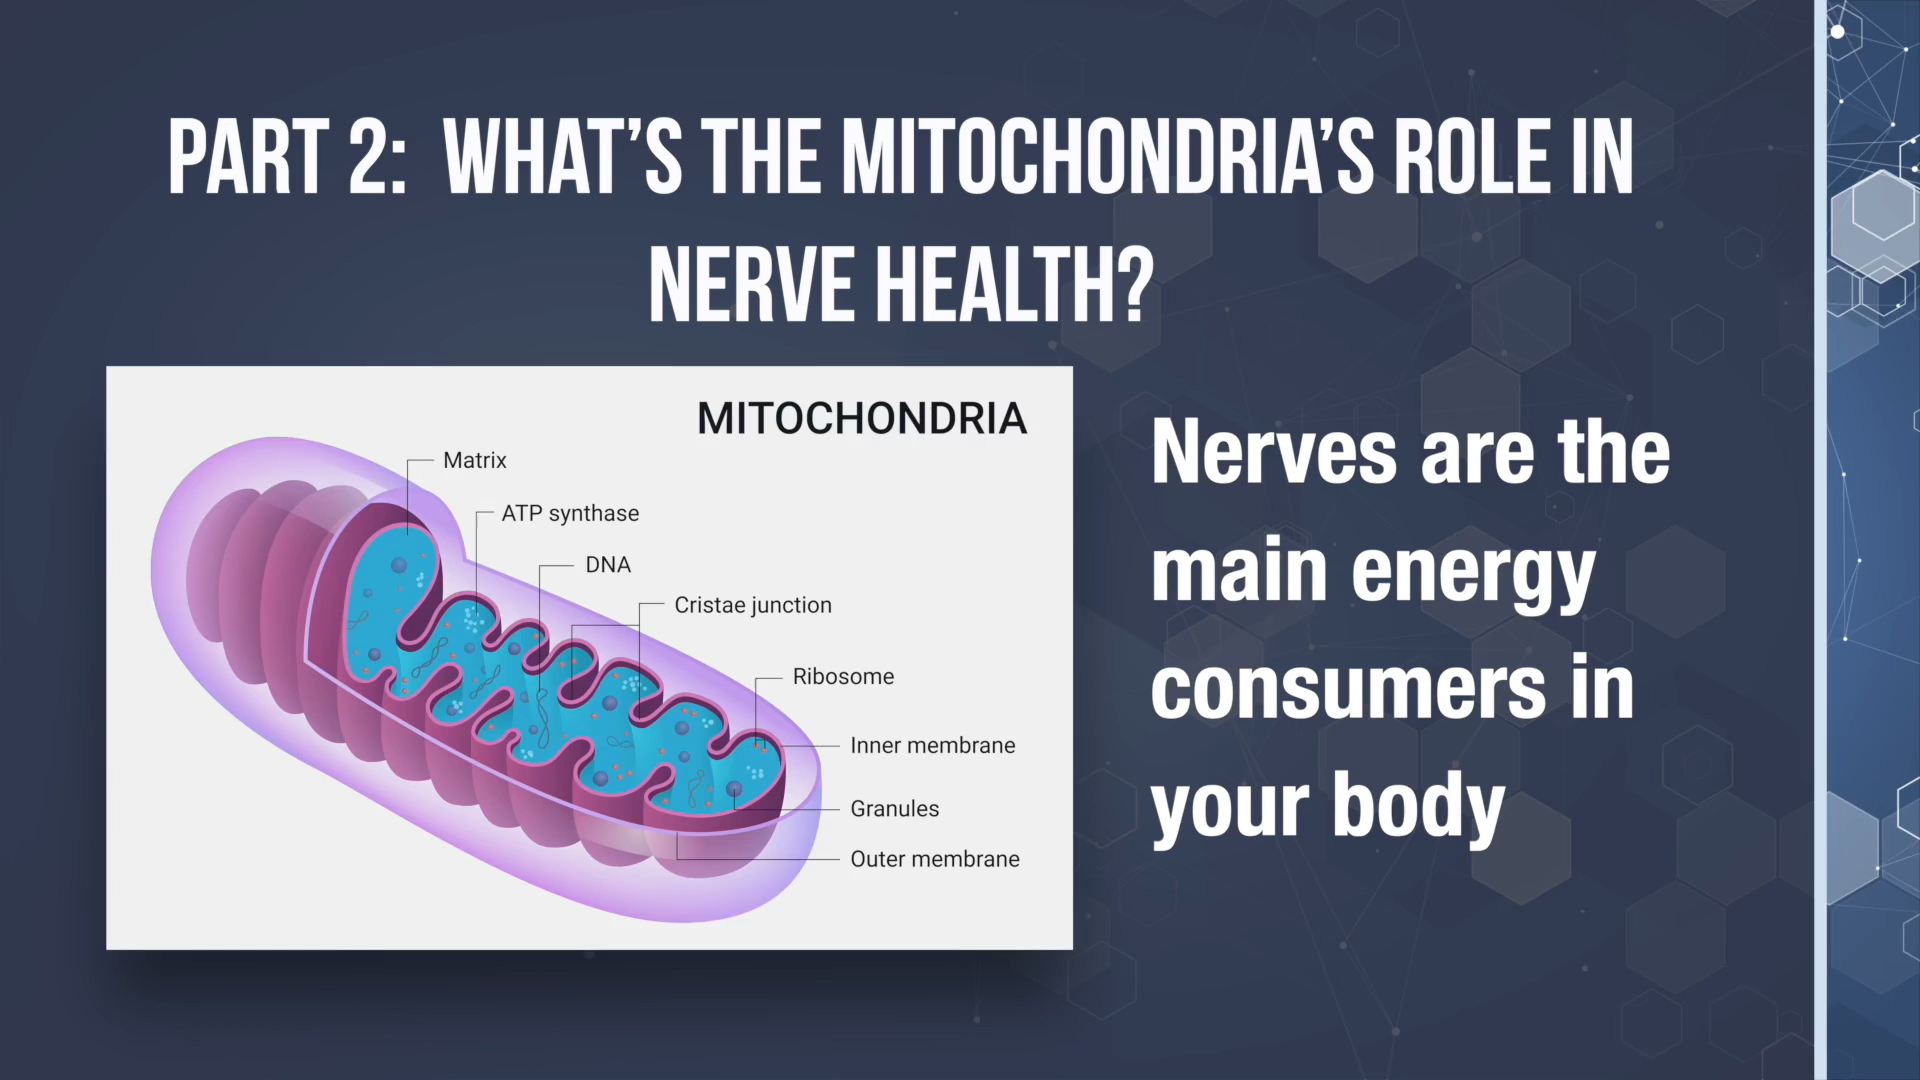 PART 2: WHAT'S THE MITOCHONDRIA'S ROLE IN
NERVE HEALTH?
MITOCHONDRIA
Matrix
ATP synthase
DNA
Cristae junction
Ribosome
Inner membrane
Granules
Outer membrane
Nerves are the
main energy
consumers in
your body